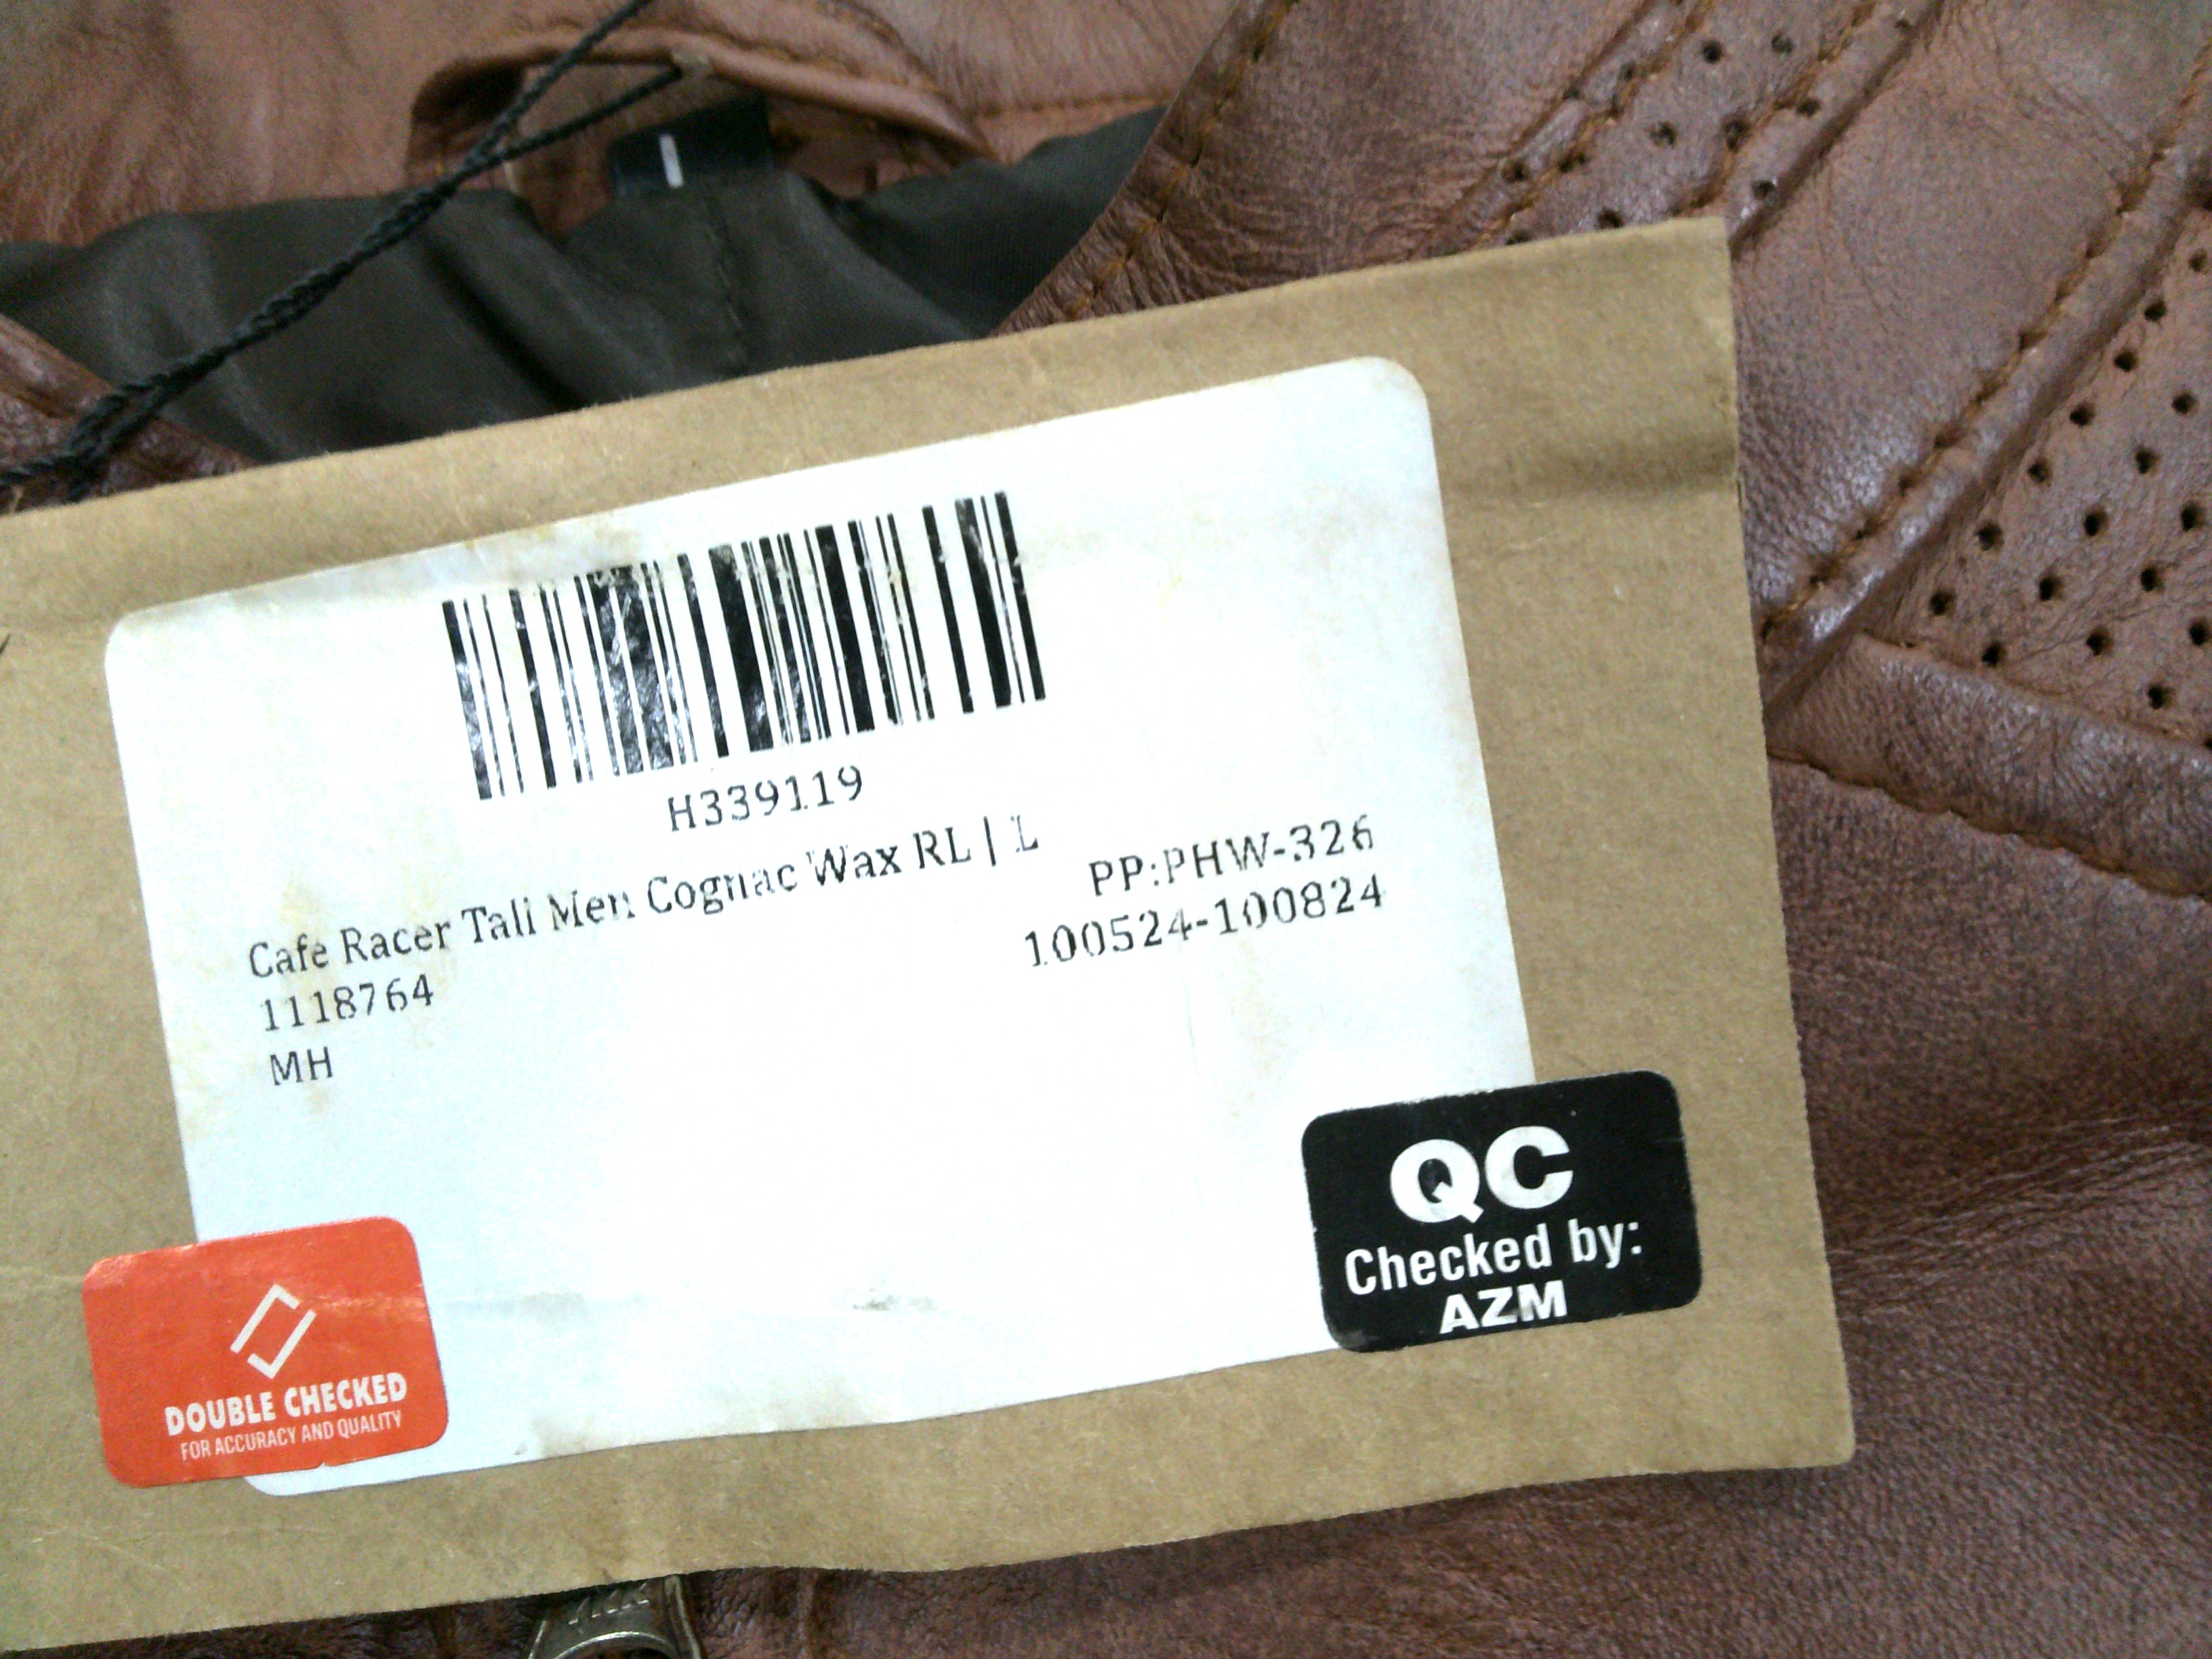 H339119
Cafe Racer Tall Men Cognac Wax RL | L
PP:PHW-326
1118764
100524-100824
MH
QC
Checked by:
AZM
DOUBLE CHECKED
FOR ACCURACY AND QUALITY